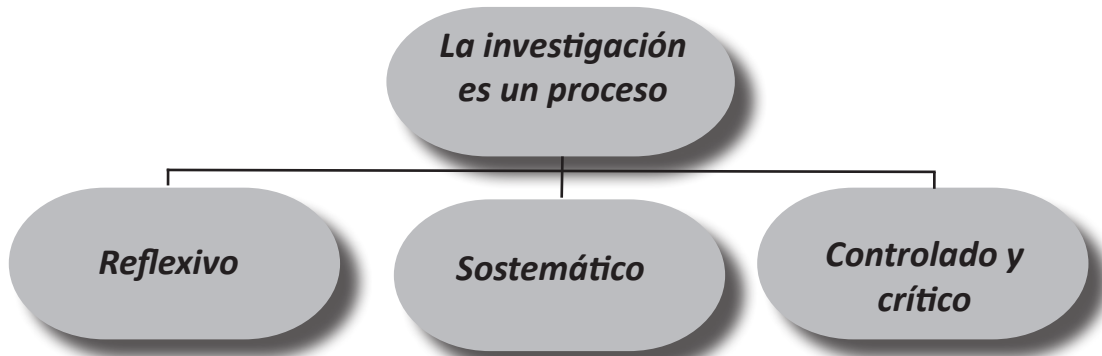 La investigación
es un proceso
Reflexivo
Sostemático
Controlado y
crítico